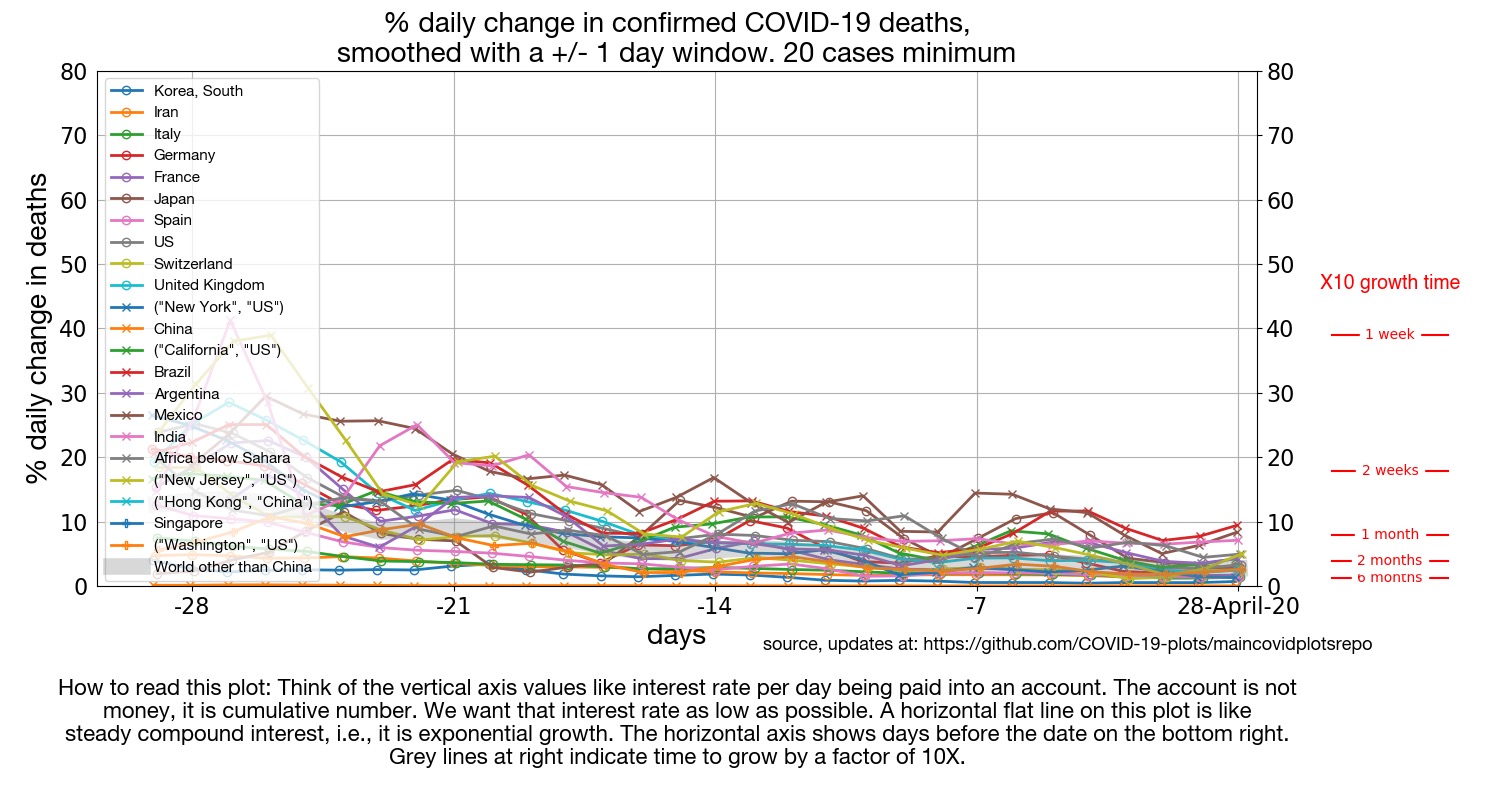 % daily change in confirmed COVID-19 deaths,
smoothed with a +/- 1 day window. 20 cases minimum
80
70
60
50
40
30
20
10
0
% daily change in deaths
Korea, South
Iran
Italy
Germany
France
Japan
Spain
US
Switzerland
United Kingdom
("New York", "US")
China
("California", "US")
Brazil
Argentina
Mexico
India
Africa below Sahara
("New Jersey", "US")
("Hong Kong", "China")
Singapore
("Washington", "US")
World other than China
80
70
60
50
40
30
20
10
0
X10 growth time
1 week
2 weeks
1 month
2 months
6 months
-28
-21
-14
-7
28-April-20
days
source, updates at: https://github.com/COVID-19-plots/maincovidplotsrepo
How to read this plot: Think of the vertical axis values like interest rate per day being paid into an account. The account is not
money, it is cumulative number. We want that interest rate as low as possible. A horizontal flat line on this plot is like
steady compound interest, i.e., it is exponential growth. The horizontal axis shows days before the date on the bottom right.
Grey lines at right indicate time to grow by a factor of 10X.